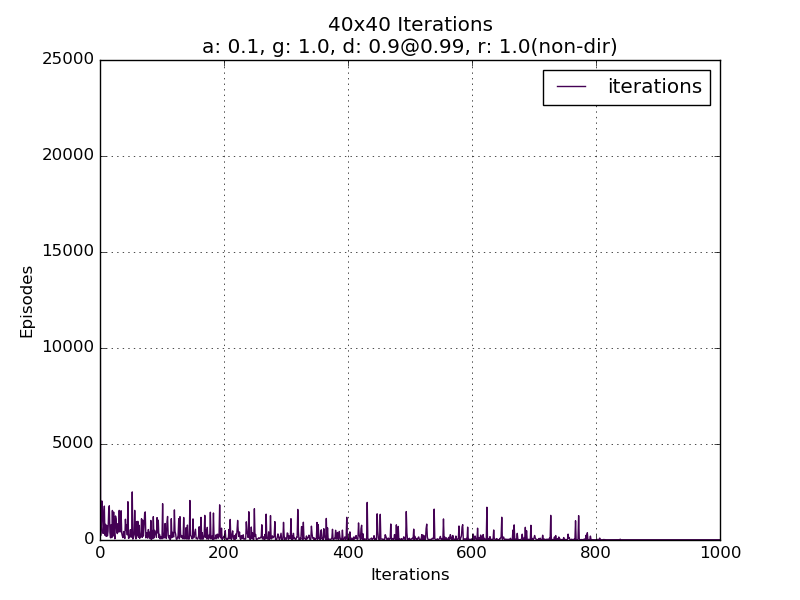 40x40 Iterations
a: 0.1, g: 1.0, d: 0.9@0.99, r: 1.0(non-dir)
iterations
25000
20000
15000
10000
5000
0
Episodes
0 200 400 600 800 1000
Iterations